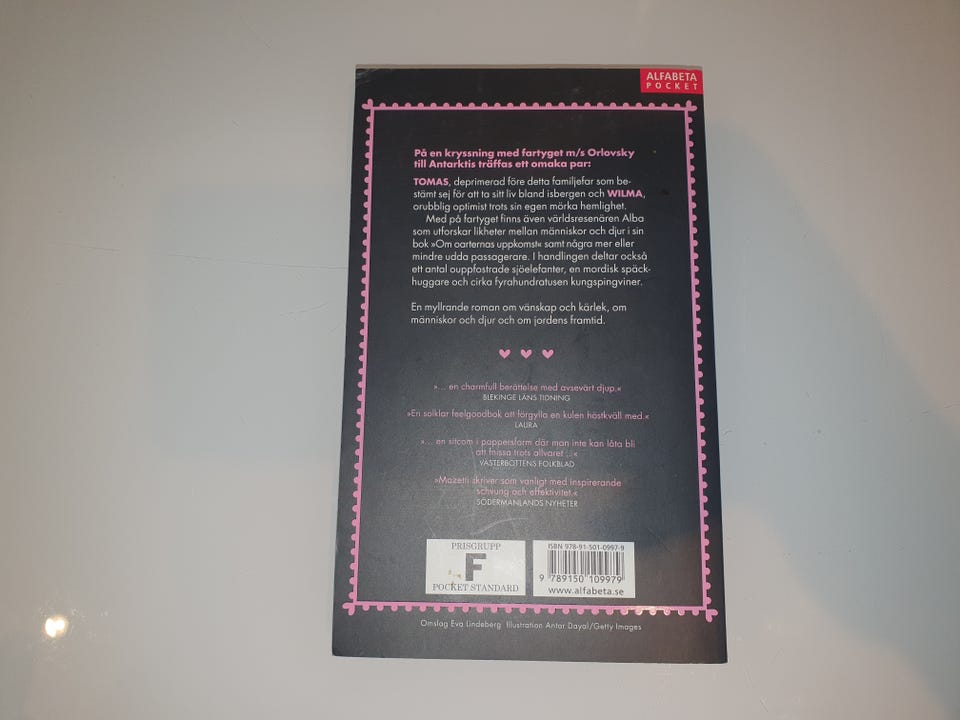 ALFABETA
POCKET
På en kryssning med fartyget m/s Orlovsky
till Antarktis träffas ett omaka par:
TOMAS, deprimerad före detta familjefar som be-
stämt sej för att ta sitt liv bland isbergen och WILMA,
orubblig optimist trots sin egen mörka hemlighet.
Med på fartyget finns även världsresenären Alba
som utforskar likheter mellan människor och djur i sin
bok »Om oarternas uppkomst« samt några mer eller
mindre udda passagerare. I handlingen deltar också
ett antal ouppfostrade sjöelefanter, en mordisk späck-
huggare och cirka fyrahundratusen kungspingviner.
En myllrande roman om vänskap och kärlek, om
människor och djur och om jordens framtid.
»... en charmfull berättelse med avsevärt djup.«
BLEKINGE LÄNS TIDNING
»En solklar feelgoodbok att förgylla en kulen höstkväll med.«
LAURA
»... en sitcom i pappersform där man inte kan låta bli
att fnissa trots allvaret ...«
VÄSTERBOTTENS FOLKBLAD
»Mazetti skriver som vanligt med inspirerande
schvung och effektivitet.«
SÖDERMANLANDS NYHETER
PRISGRUPP
F
POCKET STANDARD
ISBN 978-91-501-0997-9
9 789150 109979
www.alfabeta.se
Omslag Eva Lindeberg Illustration Antar Dayal/Getty Images